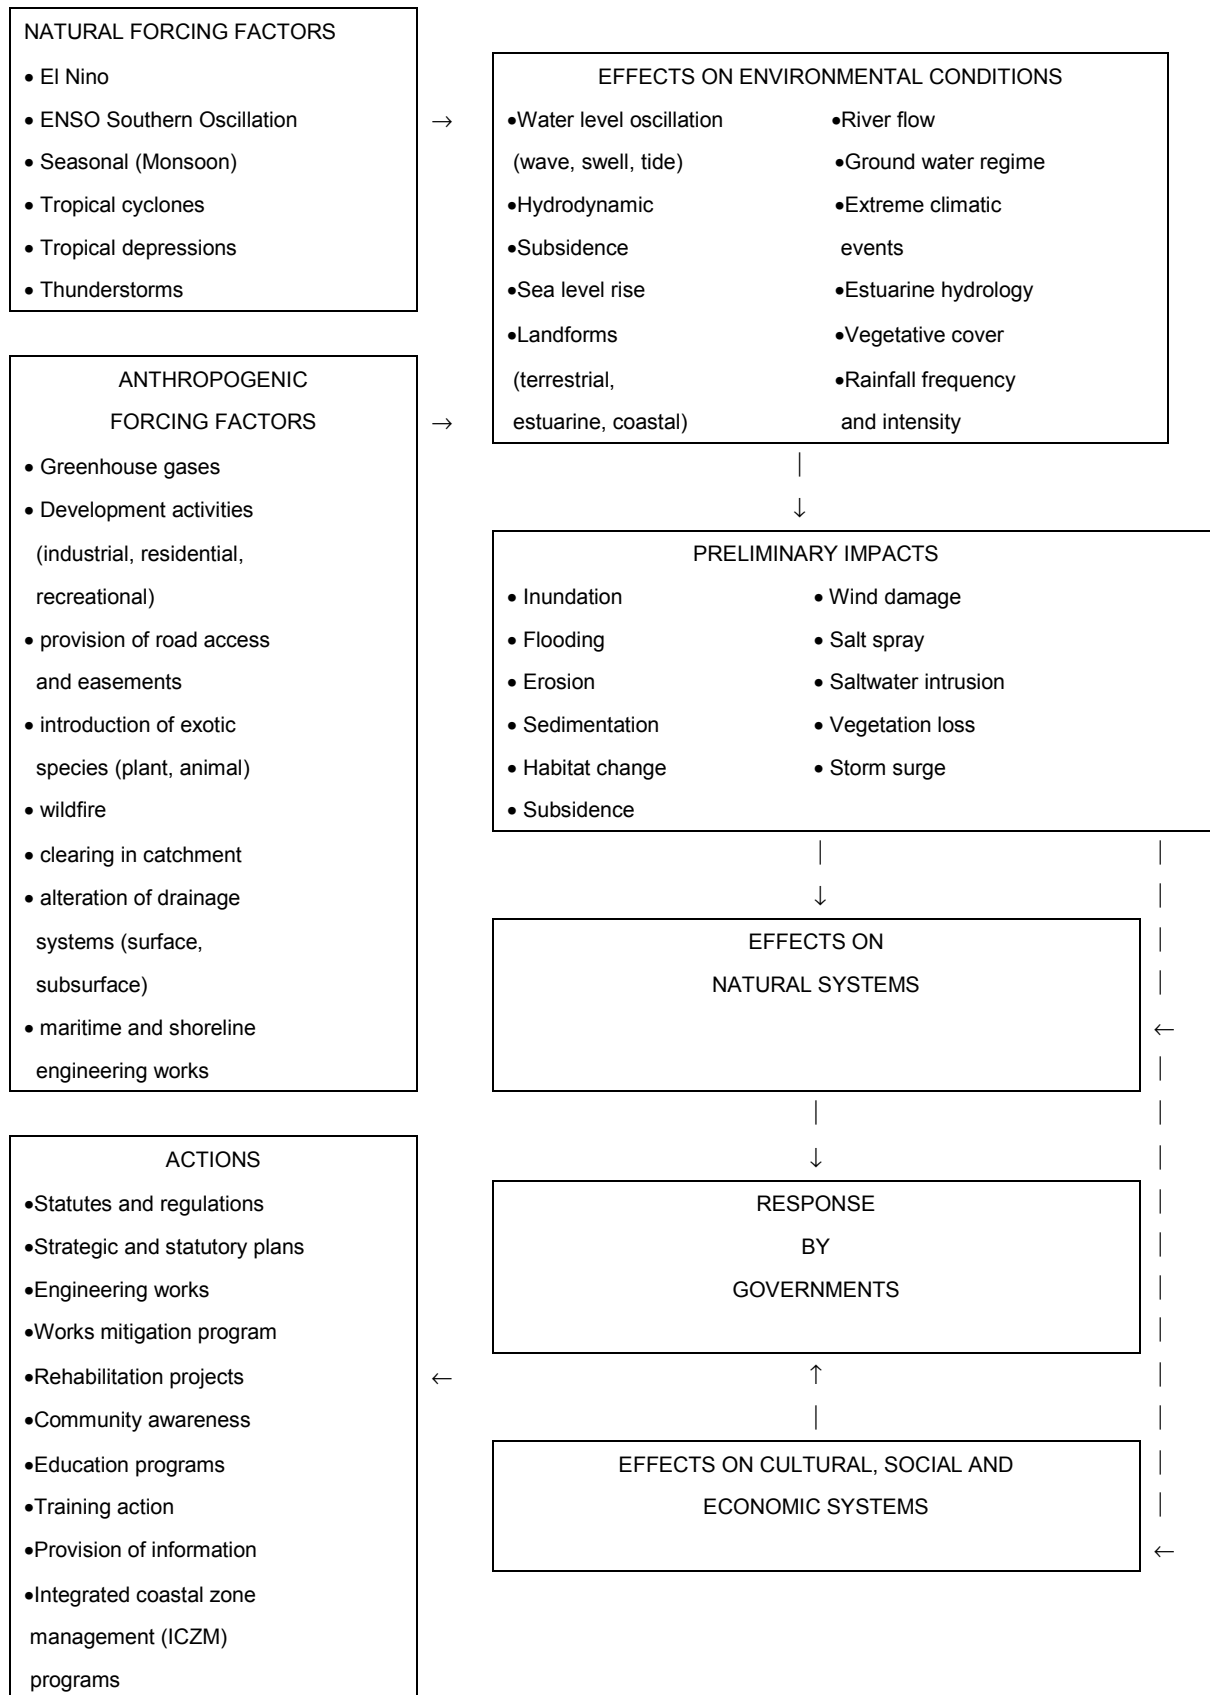 NATURAL FORCING FACTORS
• El Nino
• ENSO Southern Oscillation
• Seasonal (Monsoon)
• Tropical cyclones
• Tropical depressions
• Thunderstorms
→
EFFECTS ON ENVIRONMENTAL CONDITIONS
•Water level oscillation
(wave, swell, tide)
•Hydrodynamic
•Subsidence
•Sea level rise
•Landforms
(terrestrial,
estuarine, coastal)
•River flow
•Ground water regime
•Extreme climatic
events
•Estuarine hydrology
•Vegetative cover
•Rainfall frequency
and intensity
ANTHROPOGENIC
FORCING FACTORS
→
• Greenhouse gases
• Development activities
(industrial, residential,
recreational)
• provision of road access
and easements
• introduction of exotic
species (plant, animal)
• wildfire
• clearing in catchment
• alteration of drainage
systems (surface,
subsurface)
• maritime and shoreline
engineering works
↓
PRELIMINARY IMPACTS
• Inundation
• Flooding
• Erosion
• Sedimentation
• Habitat change
• Subsidence
• Wind damage
• Salt spray
• Saltwater intrusion
• Vegetation loss
• Storm surge
↓
EFFECTS ON
NATURAL SYSTEMS
←
↓
RESPONSE
BY
GOVERNMENTS
↑
EFFECTS ON CULTURAL, SOCIAL AND
ECONOMIC SYSTEMS
←
←
ACTIONS
•Statutes and regulations
•Strategic and statutory plans
•Engineering works
•Works mitigation program
•Rehabilitation projects
•Community awareness
•Education programs
•Training action
•Provision of information
•Integrated coastal zone
management (ICZM)
programs